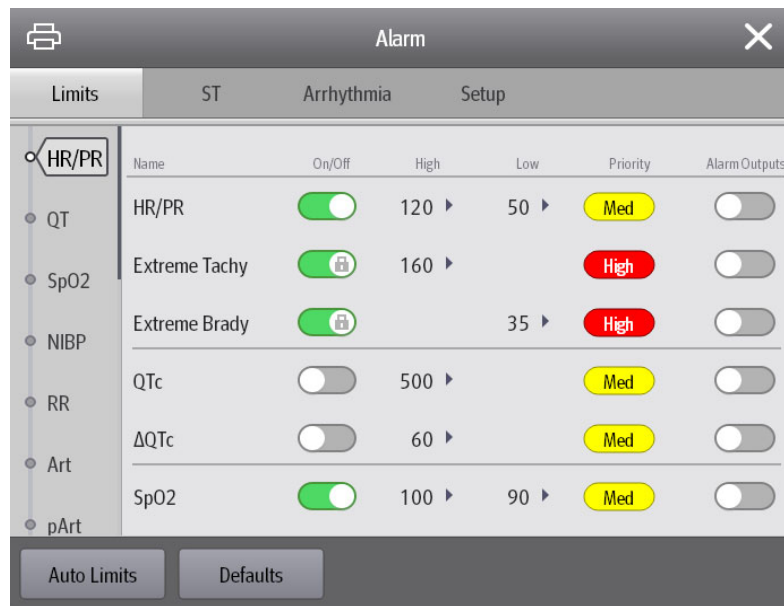 Alarm
Limits ST Arrhythmia Setup
HR/PR
QT
SpO2
NIBP
RR
Art
pArt
Name On/Off High Low Priority Alarm Outputs
HR/PR 120 50 Med
Extreme Tachy 160 High
Extreme Brady 35 High
QTc 500 Med
ΔQTc 60 Med
SpO2 100 90 Med
Auto Limits Defaults